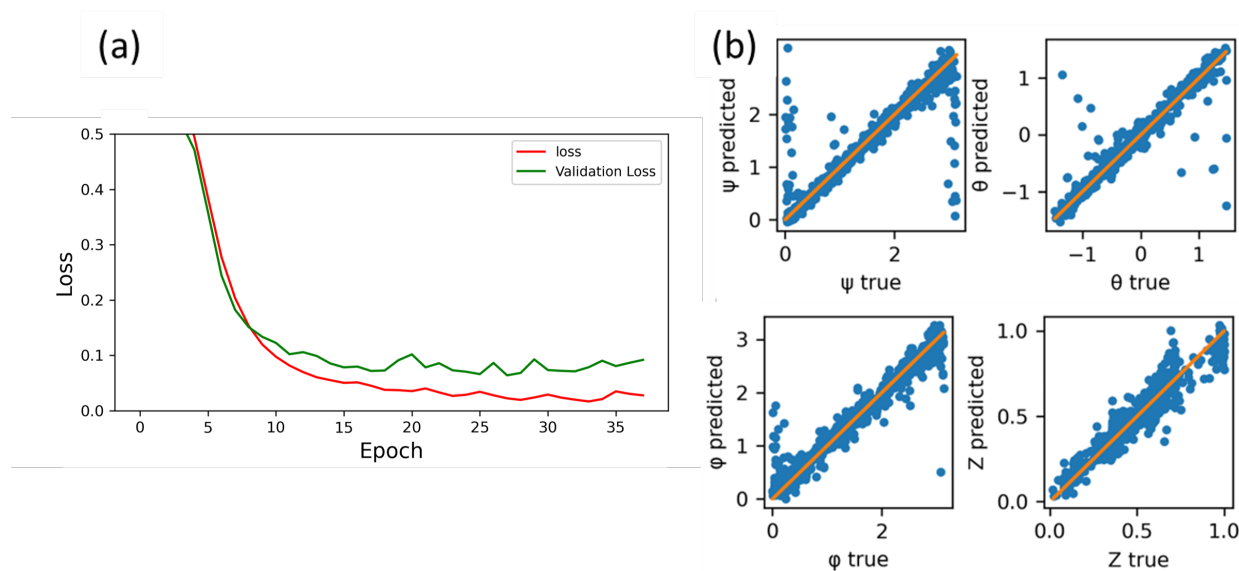 (a)
0.5
0.4
0.3
0.2
0.1
0.0
Loss
loss
Validation Loss
0 5 10 15 20 25 30 35
Epoch
(b)
ψ predicted
2
1
0
0 2
ψ true
θ predicted
1
0
−1
−1 0 1
θ true
φ predicted
3
2
1
0
0 2
φ true
Z predicted
1.0
0.5
0.0
0.0 0.5 1.0
Z true